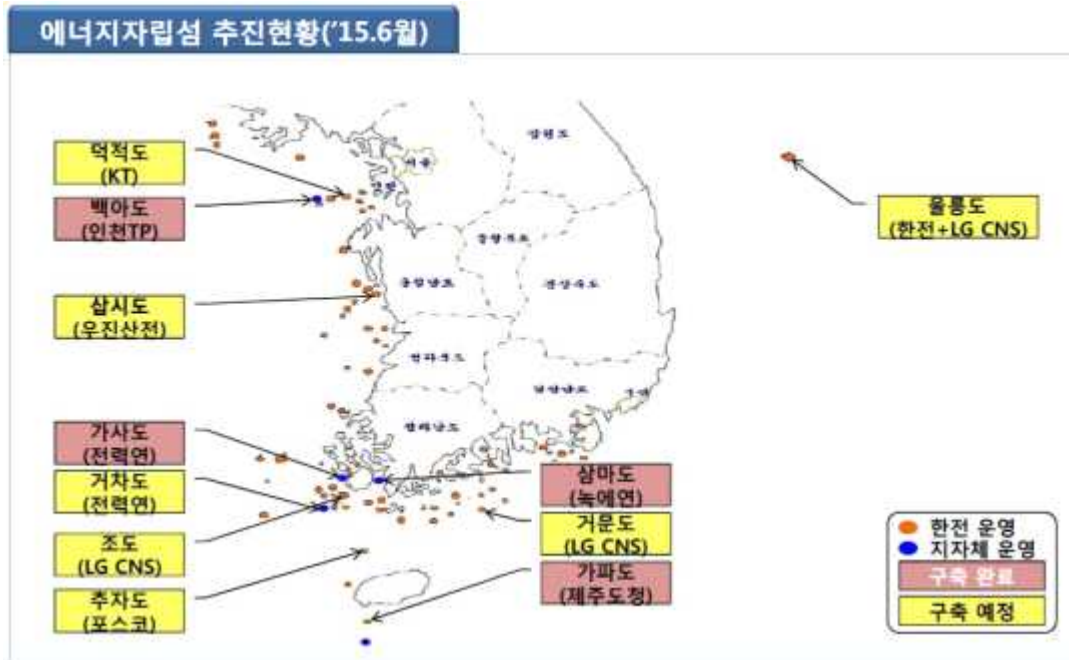 에너지자립섬 추진현황('15.6월)
덕적도
(KT)
백아도
(인천TP)
삽시도
(우진산전)
가사도
(전력연)
거차도
(전력연)
조도
(LG CNS)
추자도
(포스코)
강원도
서울
인천
충청북도
충청남도
경상북도
전라북도
경상남도
부산
전라남도
울릉도
(한전+LG CNS)
삼마도
(녹에연)
거문도
(LG CNS)
가파도
(제주도청)
한전 운영
지자체 운영
구축 완료
구축 예정